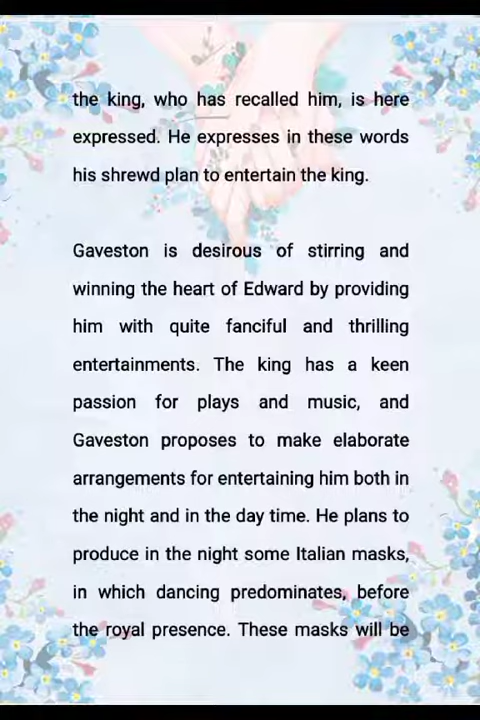 the king, who has recalled him, is here
expressed. He expresses in these words
his shrewd plan to entertain the king.
Gaveston is desirous of stirring and
winning the heart of Edward by providing
him with quite fanciful and thrilling
entertainments. The king has a keen
passion for plays and music, and
Gaveston proposes to make elaborate
arrangements for entertaining him both in
the night and in the day time. He plans to
produce in the night some Italian masks,
in which dancing predominates, before
the royal presence. These masks will be